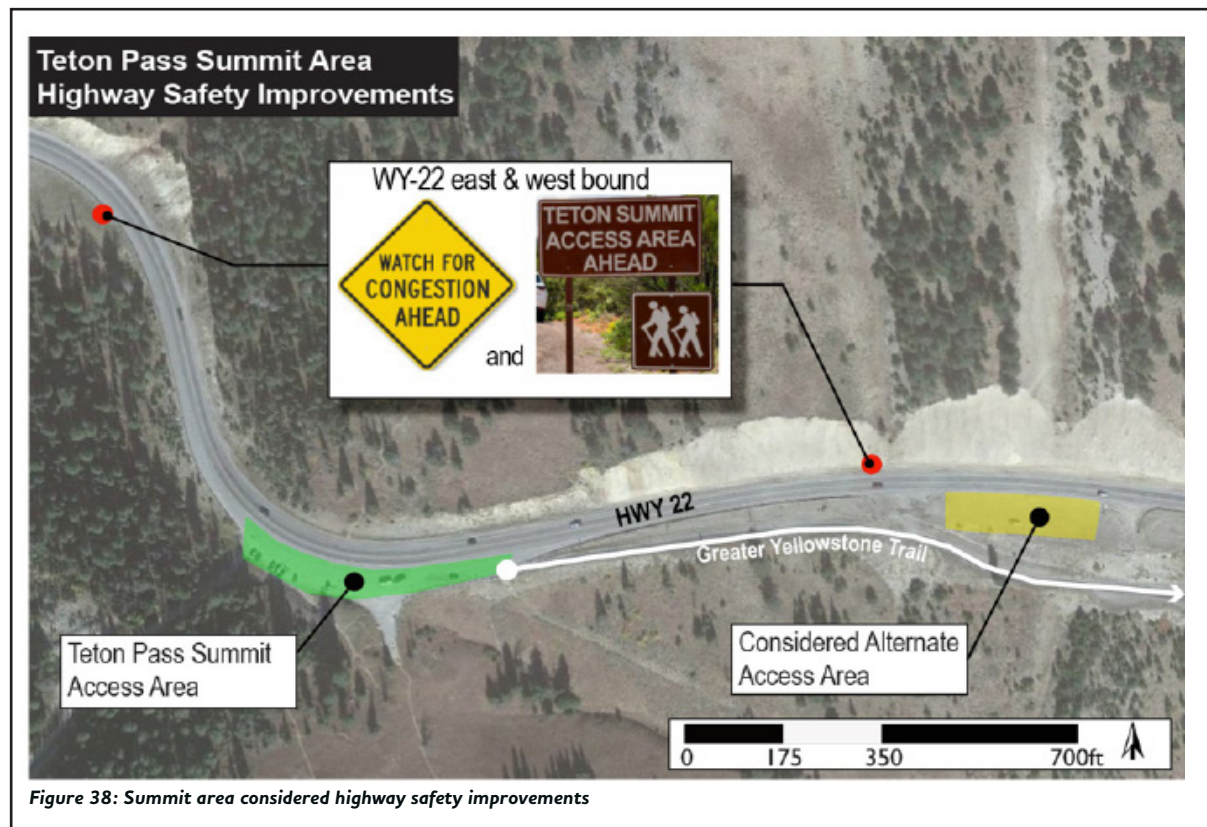 Teton Pass Summit Area
Highway Safety Improvements
WY-22 east & west bound
WATCH FOR
CONGESTION
AHEAD
and
TETON SUMMIT
ACCESS AREA
AHEAD
HWY 22
Greater Yellowstone Trail
Teton Pass Summit
Access Area
Considered Alternate
Access Area
0 175 350 700ft
Figure 38: Summit area considered highway safety improvements